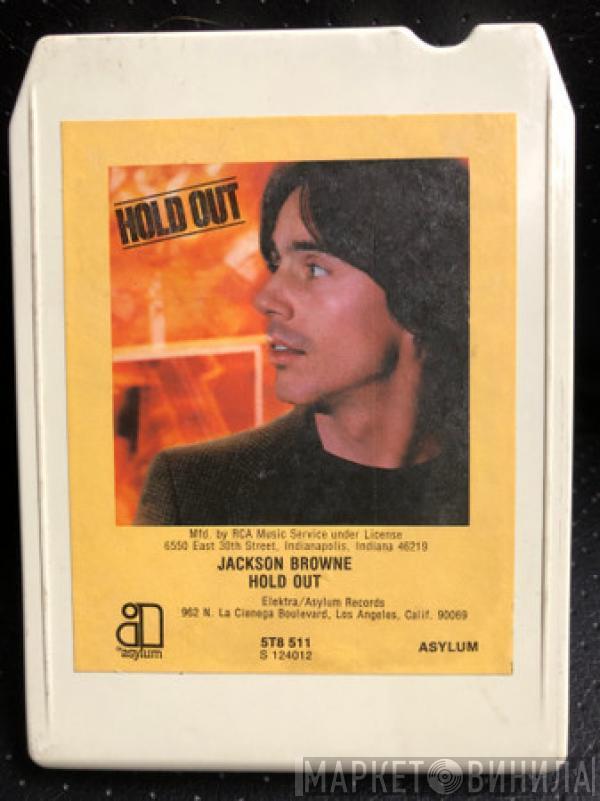 HOLD OUT
Mfd. by RCA Music Service under License
6550 East 30th Street, Indianapolis, Indiana 46219
JACKSON BROWNE
HOLD OUT
Elektra/Asylum Records
962 N. La Cienega Boulevard, Los Angeles, Calif. 90069
asylum
5T8 511
S 124012
ASYLUM
МАРКЕТ ВИНИЛА